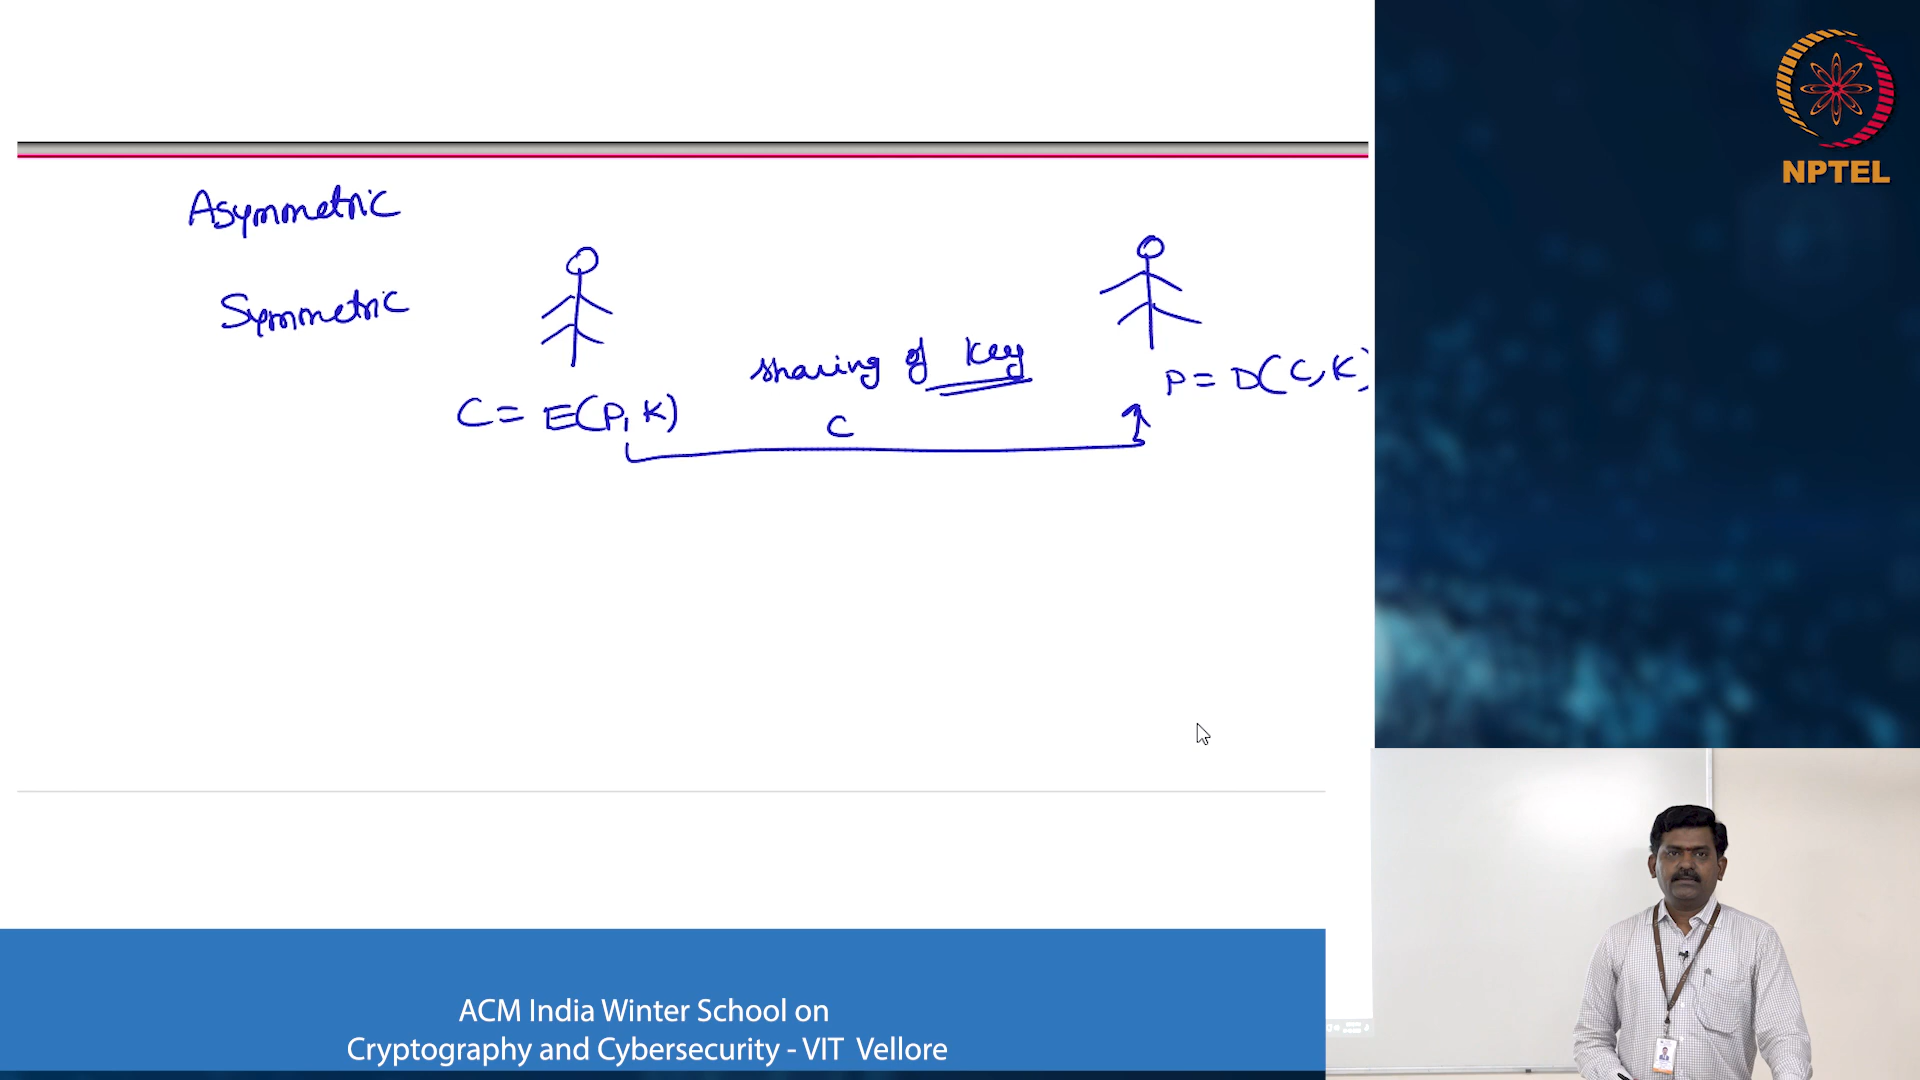 NPTEL
Asymmetric
Symmetric
sharing of key
C = E(P, K)
C
P = D(C, K)
ACM India Winter School on
Cryptography and Cybersecurity - VIT Vellore